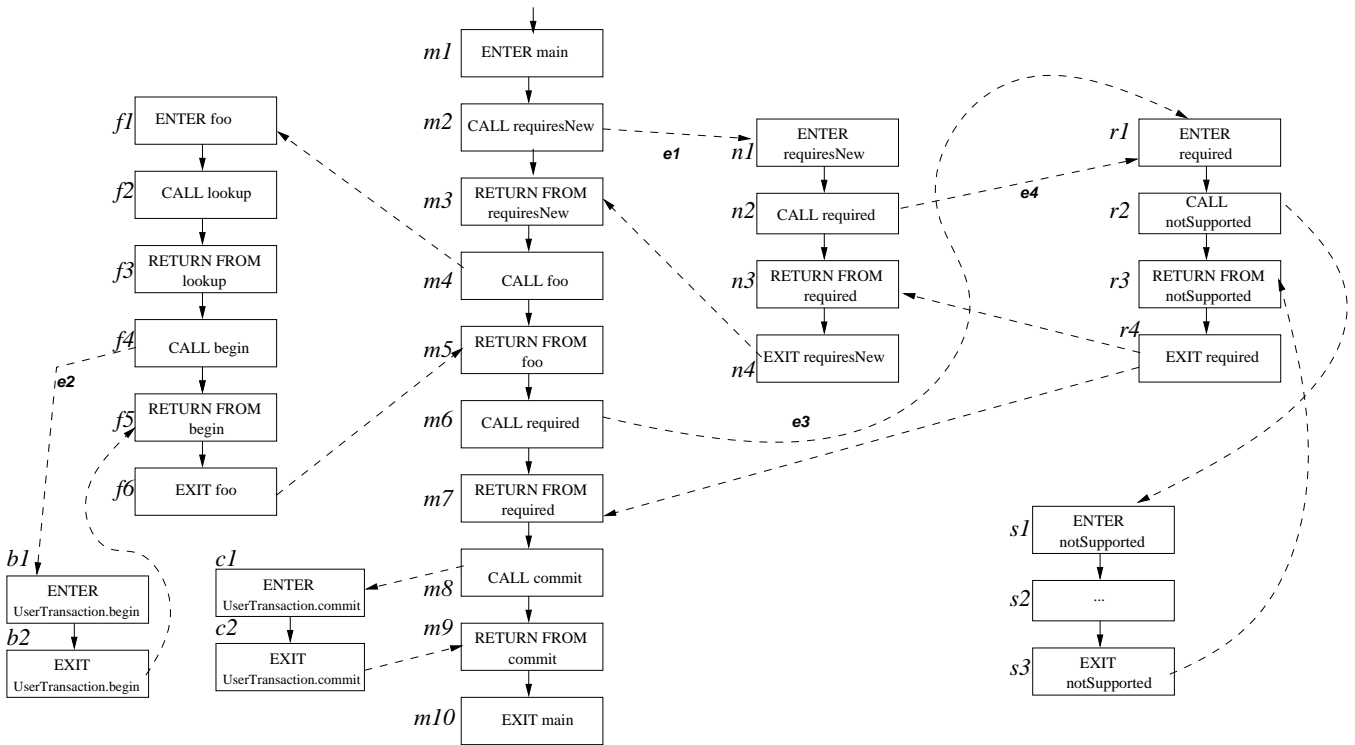 m1
ENTER main
m2
CALL requiresNew
m3
RETURN FROM
requiresNew
m4
CALL foo
m5
RETURN FROM
foo
m6
CALL required
m7
RETURN FROM
required
m8
CALL commit
m9
RETURN FROM
commit
m10
EXIT main
f1
ENTER foo
f2
CALL lookup
f3
RETURN FROM
lookup
f4
CALL begin
e2
f5
RETURN FROM
begin
f6
EXIT foo
b1
ENTER
UserTransaction.begin
b2
EXIT
UserTransaction.begin
c1
ENTER
UserTransaction.commit
c2
EXIT
UserTransaction.commit
e1
n1
ENTER
requiresNew
n2
CALL required
n3
RETURN FROM
required
n4
EXIT requiresNew
e3
e4
r1
ENTER
required
r2
CALL
notSupported
r3
RETURN FROM
notSupported
r4
EXIT required
s1
ENTER
notSupported
s2
...
s3
EXIT
notSupported